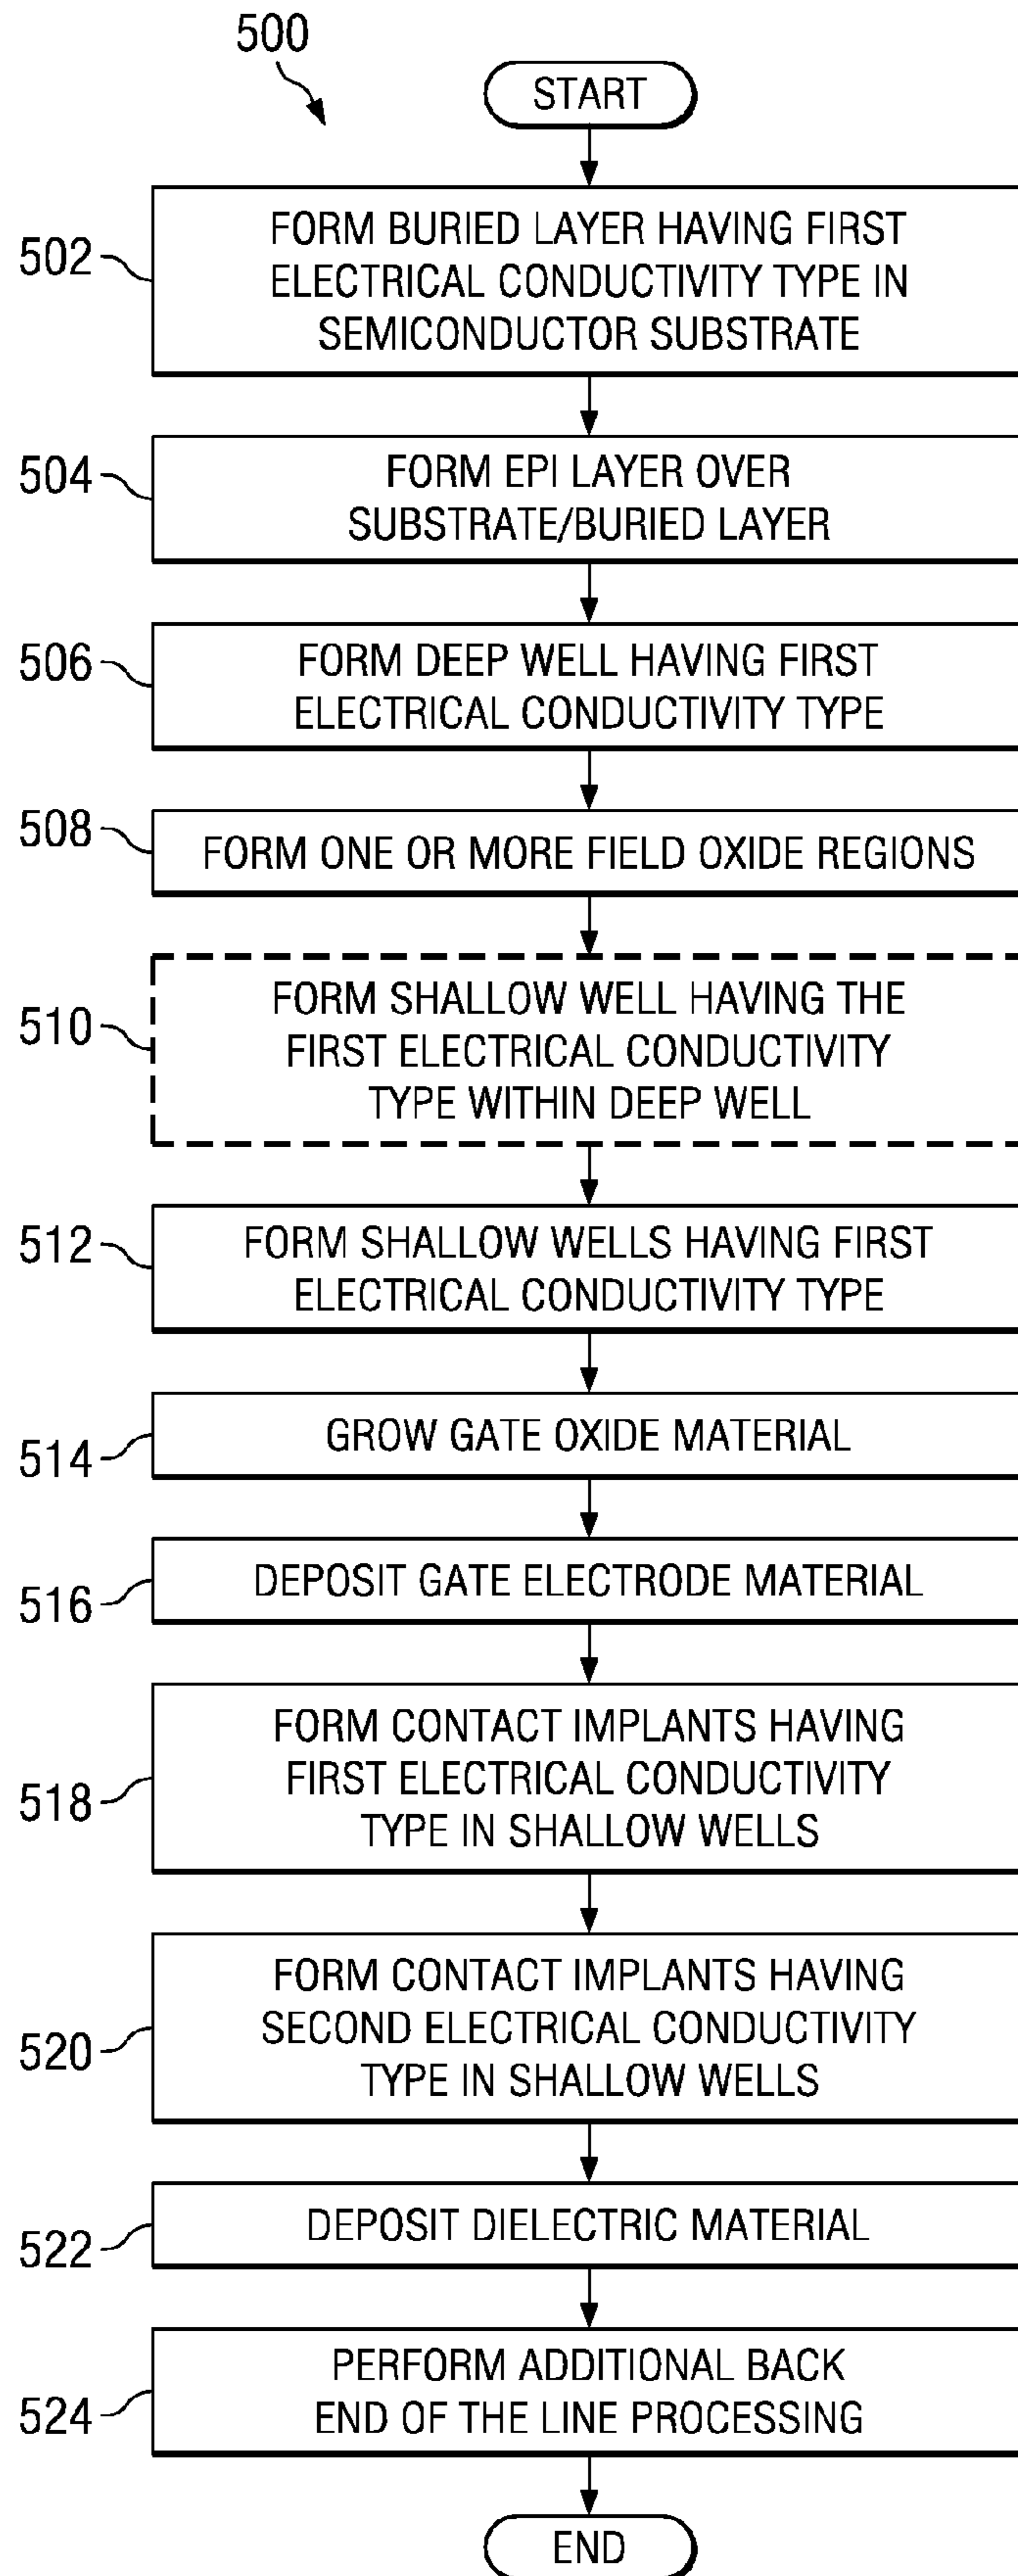 500
START
502
FORM BURIED LAYER HAVING FIRST
ELECTRICAL CONDUCTIVITY TYPE IN
SEMICONDUCTOR SUBSTRATE
504
FORM EPI LAYER OVER
SUBSTRATE/BURIED LAYER
506
FORM DEEP WELL HAVING FIRST
ELECTRICAL CONDUCTIVITY TYPE
508
FORM ONE OR MORE FIELD OXIDE REGIONS
510
FORM SHALLOW WELL HAVING THE
FIRST ELECTRICAL CONDUCTIVITY
TYPE WITHIN DEEP WELL
512
FORM SHALLOW WELLS HAVING FIRST
ELECTRICAL CONDUCTIVITY TYPE
514
GROW GATE OXIDE MATERIAL
516
DEPOSIT GATE ELECTRODE MATERIAL
518
FORM CONTACT IMPLANTS HAVING
FIRST ELECTRICAL CONDUCTIVITY
TYPE IN SHALLOW WELLS
520
FORM CONTACT IMPLANTS HAVING
SECOND ELECTRICAL CONDUCTIVITY
TYPE IN SHALLOW WELLS
522
DEPOSIT DIELECTRIC MATERIAL
524
PERFORM ADDITIONAL BACK
END OF THE LINE PROCESSING
END